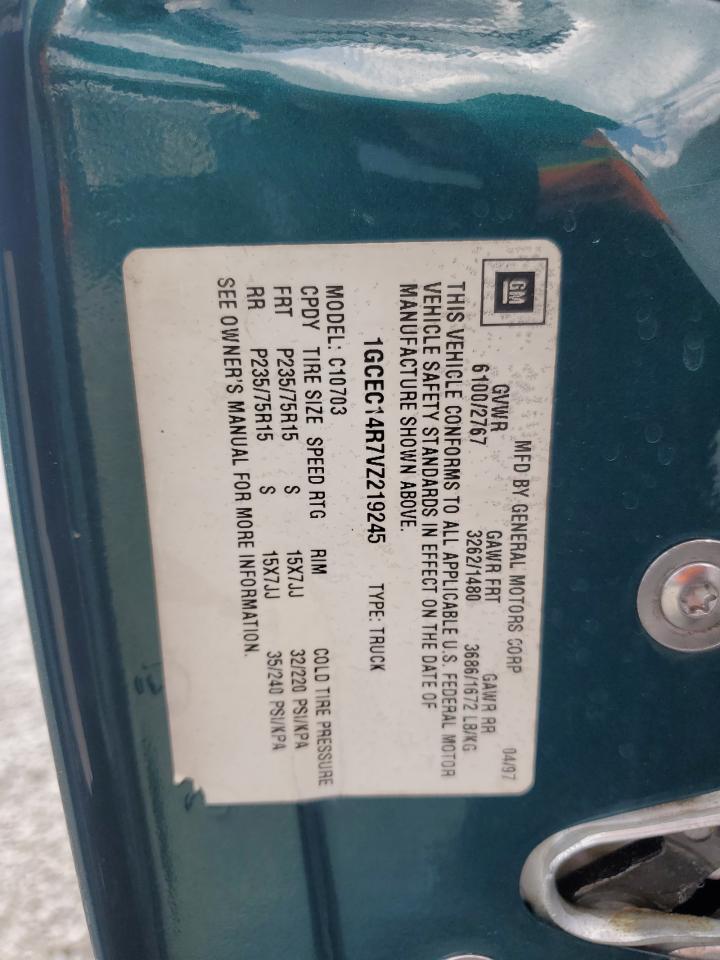 GM
MFD BY GENERAL MOTORS CORP 04/97
GVWR GAWR FRT GAWR RR
6100/2767 3262/1480 3686/1672 LB/KG
THIS VEHICLE CONFORMS TO ALL APPLICABLE U.S. FEDERAL MOTOR
VEHICLE SAFETY STANDARDS IN EFFECT ON THE DATE OF
MANUFACTURE SHOWN ABOVE.
1GCEC14R7VZ219245 TYPE: TRUCK
MODEL: C10703
CPDY TIRE SIZE SPEED RTG RIM COLD TIRE PRESSURE
FRT P235/75R15 S 15X7JJ 32/220 PSI/KPA
RR P235/75R15 S 15X7JJ 35/240 PSI/KPA
SEE OWNER'S MANUAL FOR MORE INFORMATION.